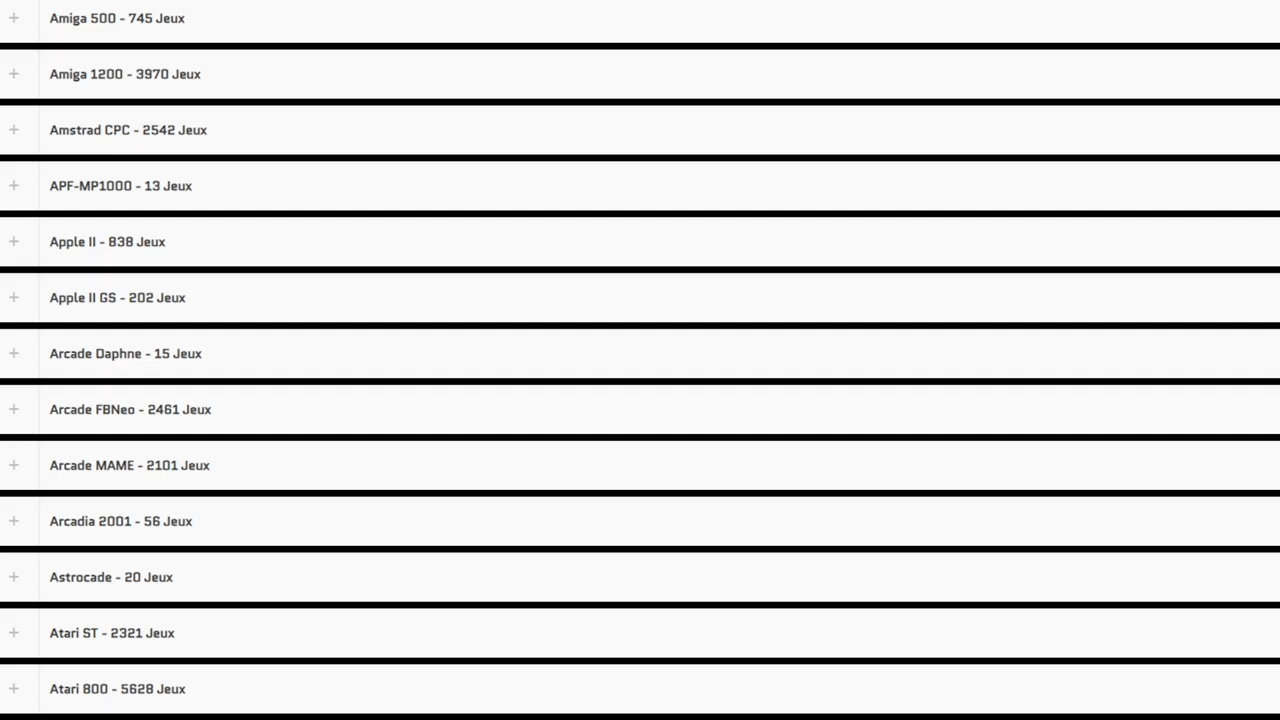 Amiga 500 - 745 Jeux
Amiga 1200 - 3970 Jeux
Amstrad CPC - 2542 Jeux
APF-MP1000 - 13 Jeux
Apple II - 838 Jeux
Apple II GS - 202 Jeux
Arcade Daphne - 15 Jeux
Arcade FBNeo - 2461 Jeux
Arcade MAME - 2101 Jeux
Arcadia 2001 - 56 Jeux
Astrocade - 20 Jeux
Atari ST - 2321 Jeux
Atari 800 - 5628 Jeux